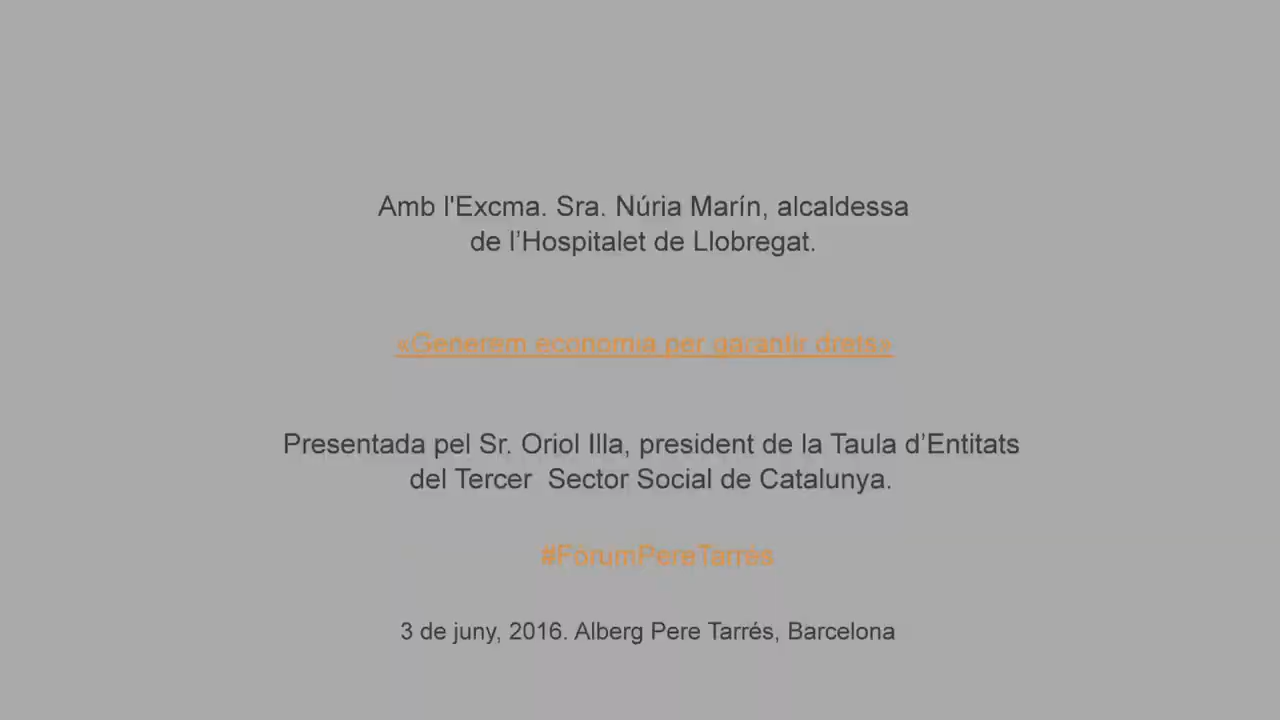 Amb l'Excma. Sra. Núria Marín, alcaldessa
de l’Hospitalet de Llobregat.
«Generem economia per garantir drets»
Presentada pel Sr. Oriol Illa, president de la Taula d’Entitats
del Tercer  Sector Social de Catalunya.
#FòrumPereTarrés
3 de juny, 2016. Alberg Pere Tarrés, Barcelona